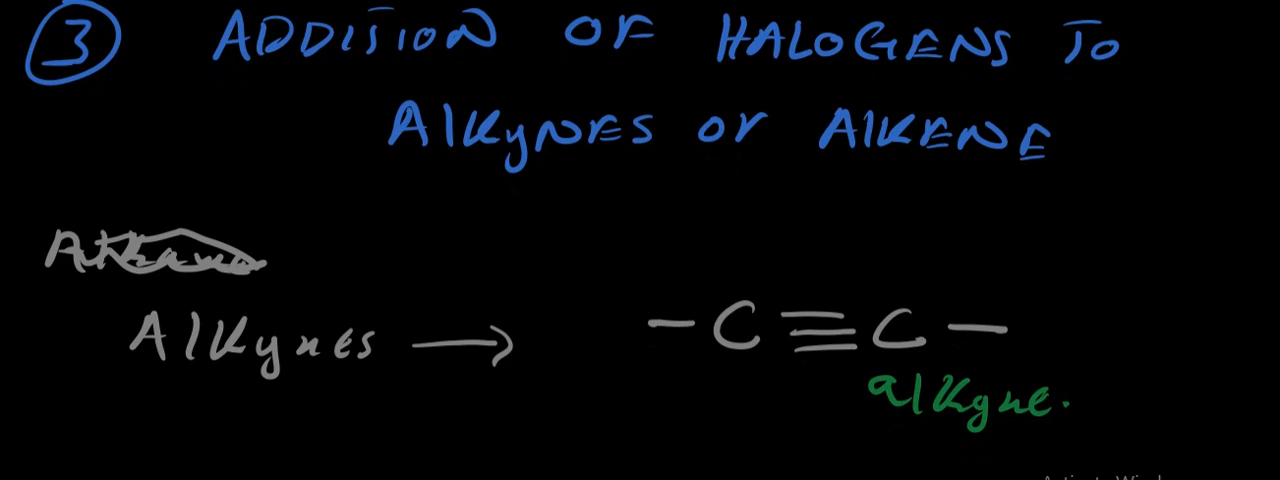 ③ ADDITION OF HALOGENS TO
AlKyNES or AlKENE
AlKynes → - C ≡ C -
alkyne.